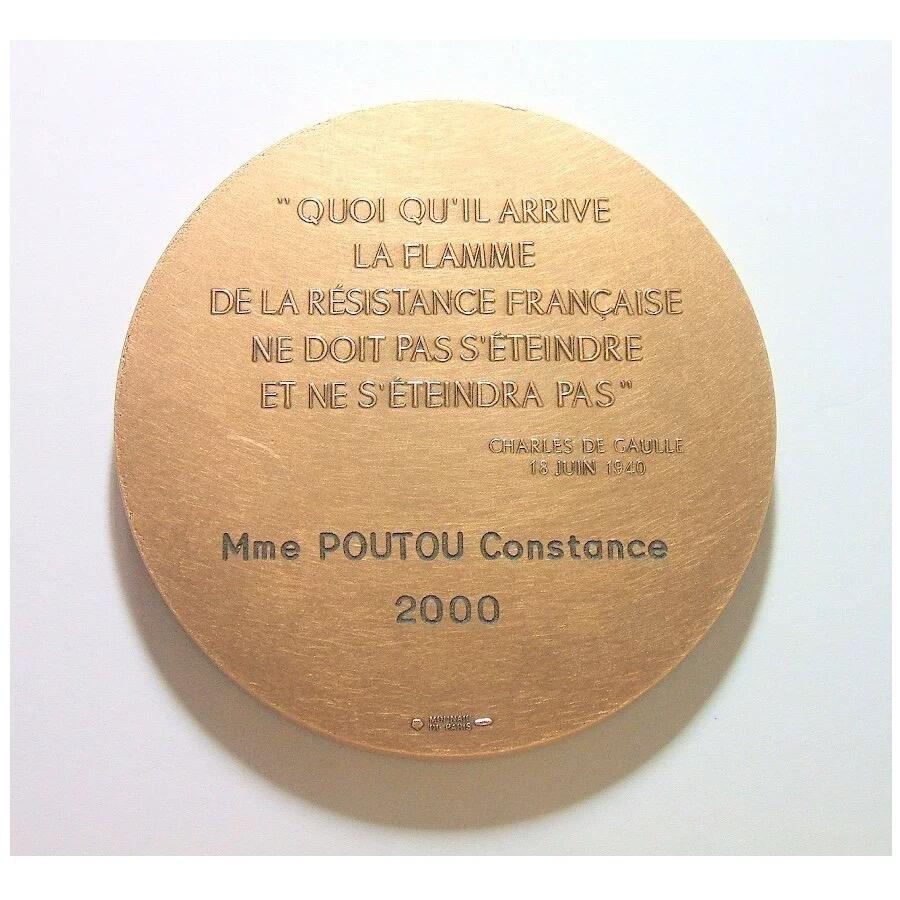 "QUOI QU'IL ARRIVE
LA FLAMME
DE LA RÉSISTANCE FRANÇAISE
NE DOIT PAS S'ÉTEINDRE
ET NE S'ÉTEINDRA PAS"
CHARLES DE GAULLE
18 JUIN 1940
Mme POUTOU Constance
2000
MONNAIE
DE PARIS